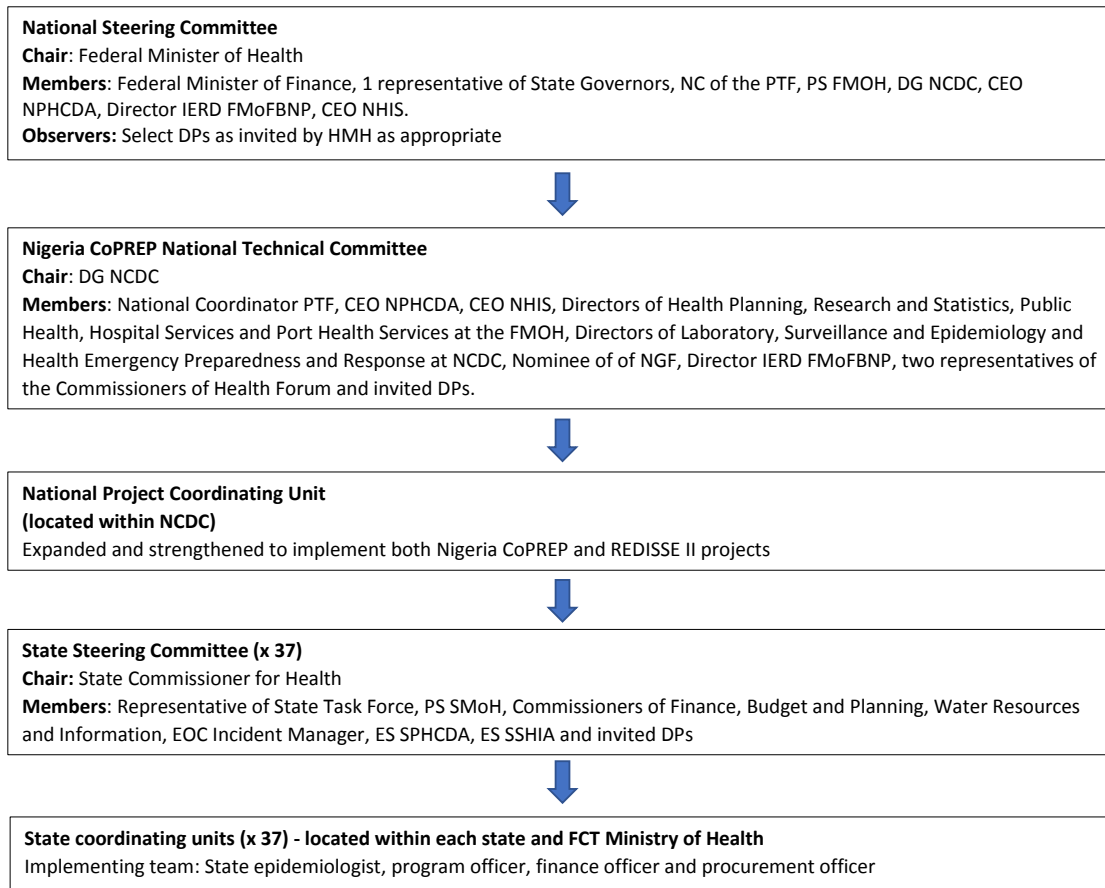 National Steering Committee
Chair: Federal Minister of Health
Members: Federal Minister of Finance, 1 representative of State Governors, NC of the PTF, PS FMOH, DG NCDC, CEO
NPHCDA, Director IERD FMoFBNP, CEO NHIS.
Observers: Select DPs as invited by HMH as appropriate
Nigeria CoPREP National Technical Committee
Chair: DG NCDC
Members: National Coordinator PTF, CEO NPHCDA, CEO NHIS, Directors of Health Planning, Research and Statistics, Public
Health, Hospital Services and Port Health Services at the FMOH, Directors of Laboratory, Surveillance and Epidemiology and
Health Emergency Preparedness and Response at NCDC, Nominee of of NGF, Director IERD FMoFBNP, two representatives of
the Commissioners of Health Forum and invited DPs.
National Project Coordinating Unit
(located within NCDC)
Expanded and strengthened to implement both Nigeria CoPREP and REDISSE II projects
State Steering Committee (x 37)
Chair: State Commissioner for Health
Members: Representative of State Task Force, PS SMoH, Commissioners of Finance, Budget and Planning, Water Resources
and Information, EOC Incident Manager, ES SPHCDA, ES SSHIA and invited DPs
State coordinating units (x 37) - located within each state and FCT Ministry of Health
Implementing team: State epidemiologist, program officer, finance officer and procurement officer